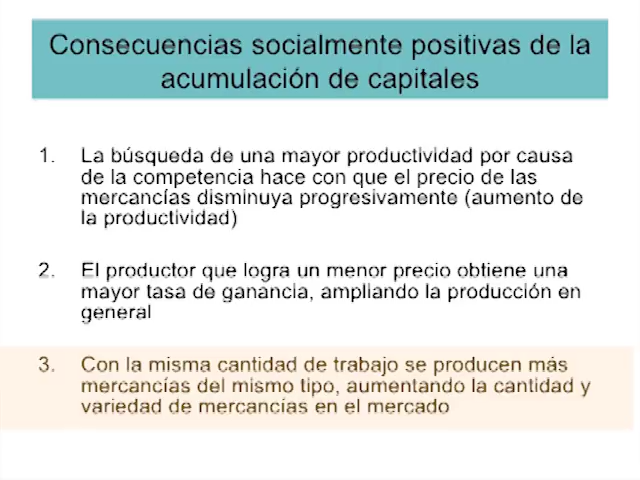 Consecuencias socialmente positivas de la
acumulación de capitales
1. La búsqueda de una mayor productividad por causa
de la competencia hace con que el precio de las
mercancías disminuya progresivamente (aumento de
la productividad)
2. El productor que logra un menor precio obtiene una
mayor tasa de ganancia, ampliando la producción en
general
3. Con la misma cantidad de trabajo se producen más
mercancías del mismo tipo, aumentando la cantidad y
variedad de mercancías en el mercado